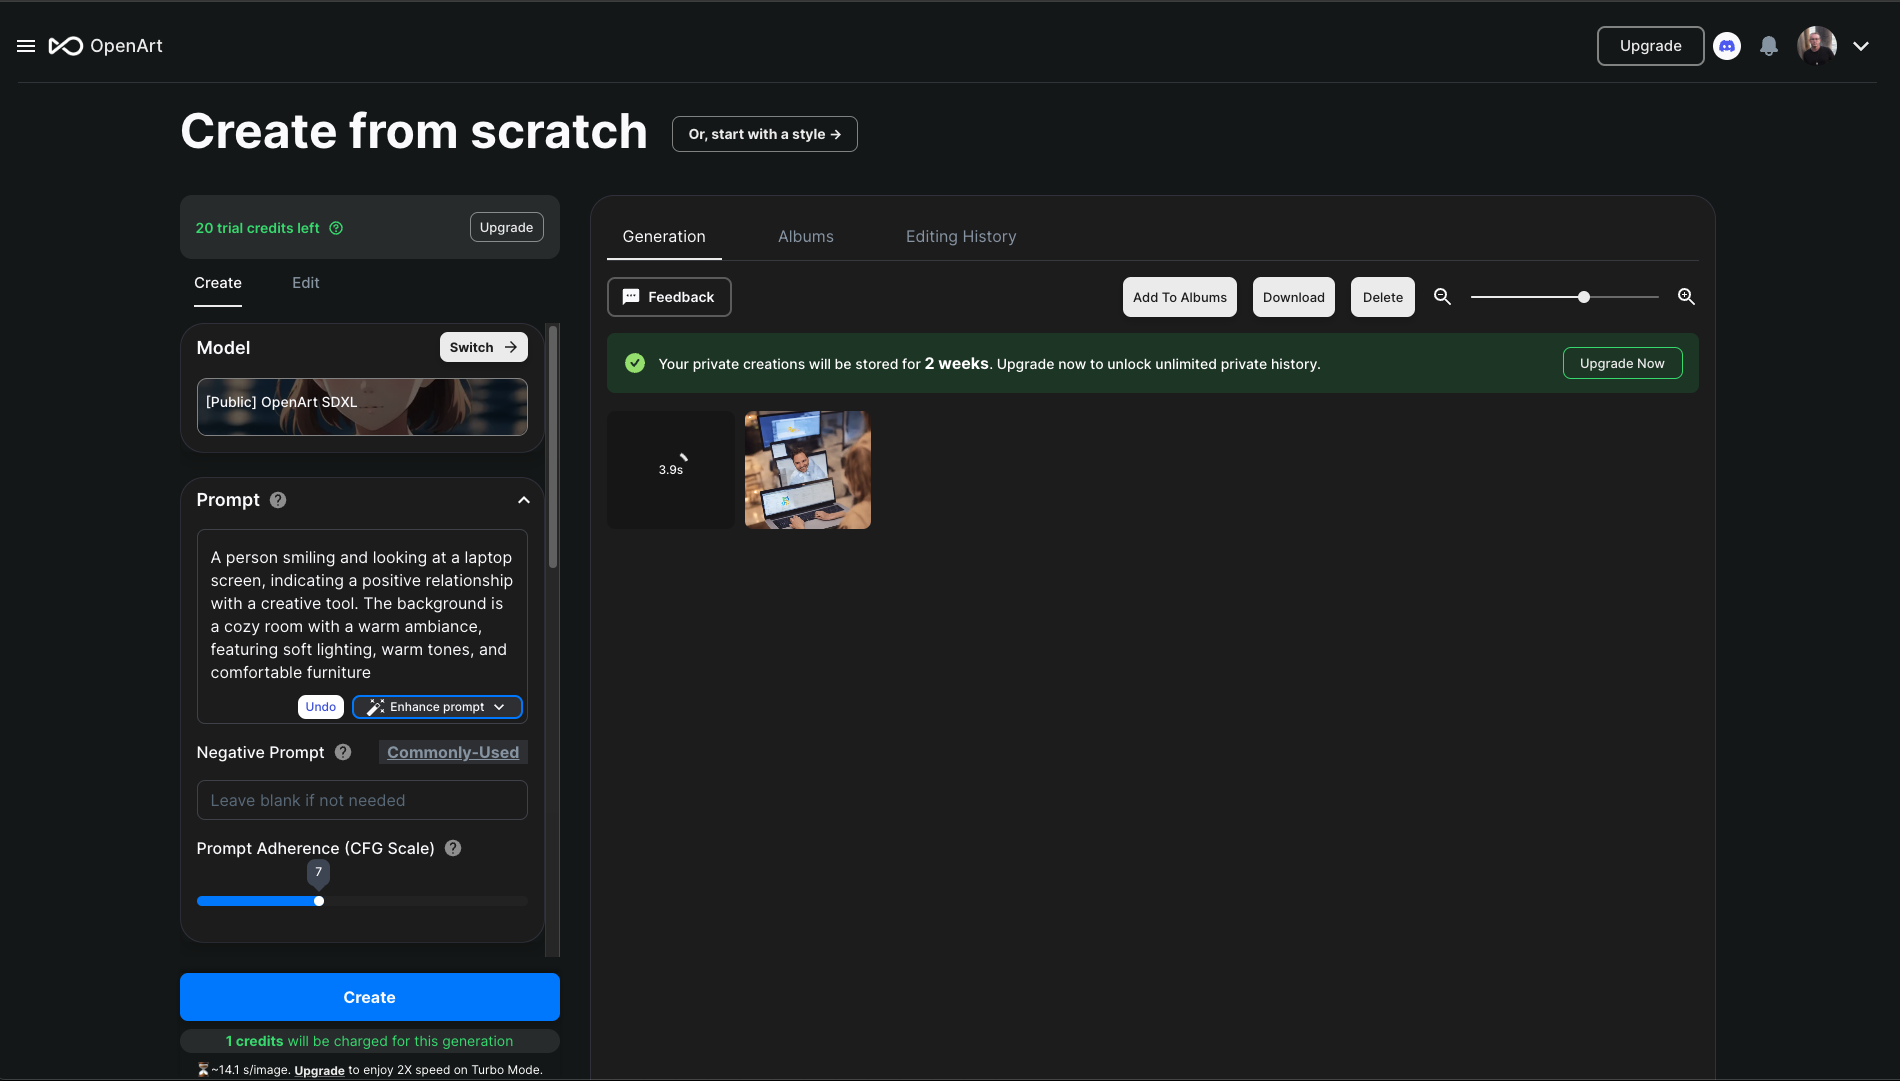 OpenArt
Upgrade
Create from scratch
Or, start with a style →
20 trial credits left
Upgrade
Create
Edit
Model
Switch →
[Public] OpenArt SDXL
Prompt
A person smiling and looking at a laptop
screen, indicating a positive relationship
with a creative tool. The background is
a cozy room with a warm ambiance,
featuring soft lighting, warm tones, and
comfortable furniture
Undo
Enhance prompt
Negative Prompt
Commonly-Used
Leave blank if not needed
Prompt Adherence (CFG Scale)
7
Create
1 credits will be charged for this generation
⏳~14.1 s/image. Upgrade to enjoy 2X speed on Turbo Mode.
Generation
Albums
Editing History
Feedback
Add To Albums
Download
Delete
Your private creations will be stored for 2 weeks. Upgrade now to unlock unlimited private history.
Upgrade Now
3.9s